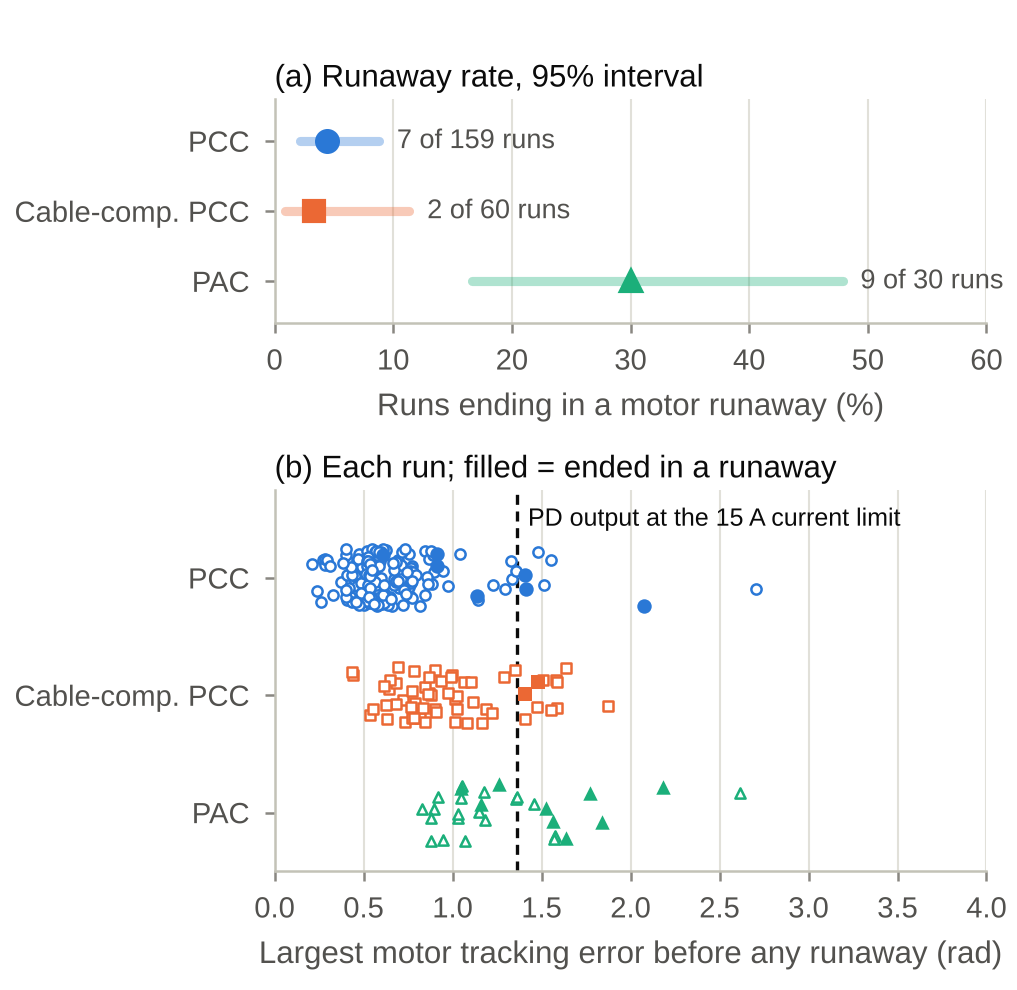 (a) Runaway rate, 95% interval
PCC
7 of 159 runs
Cable-comp. PCC
2 of 60 runs
PAC
9 of 30 runs
0 10 20 30 40 50 60
Runs ending in a motor runaway (%)
(b) Each run; filled = ended in a runaway
PD output at the 15 A current limit
PCC
Cable-comp. PCC
PAC
0.0 0.5 1.0 1.5 2.0 2.5 3.0 3.5 4.0
Largest motor tracking error before any runaway (rad)